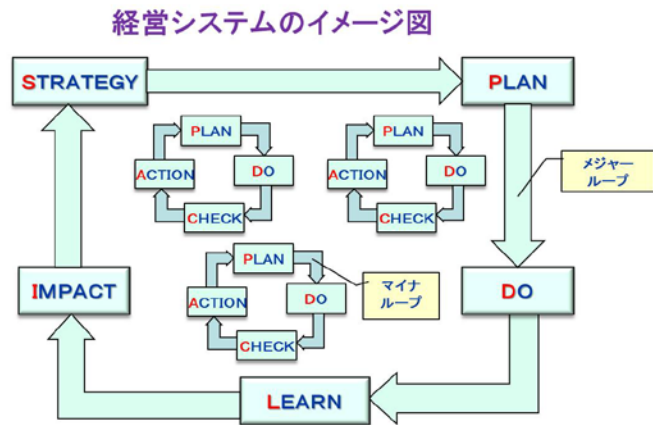 経営システムのイメージ図
STRATEGY
PLAN
PLAN
DO
CHECK
ACTION
PLAN
DO
CHECK
ACTION
メジャー
ループ
PLAN
DO
CHECK
ACTION
マイナ
ループ
IMPACT
DO
LEARN